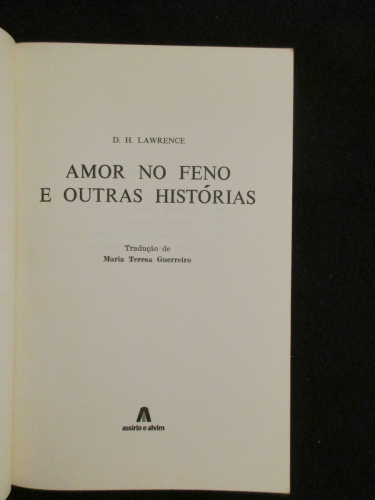 D. H. LAWRENCE
AMOR NO FENO
E OUTRAS HISTÓRIAS
Tradução de
Maria Teresa Guerreiro
assírio e alvim